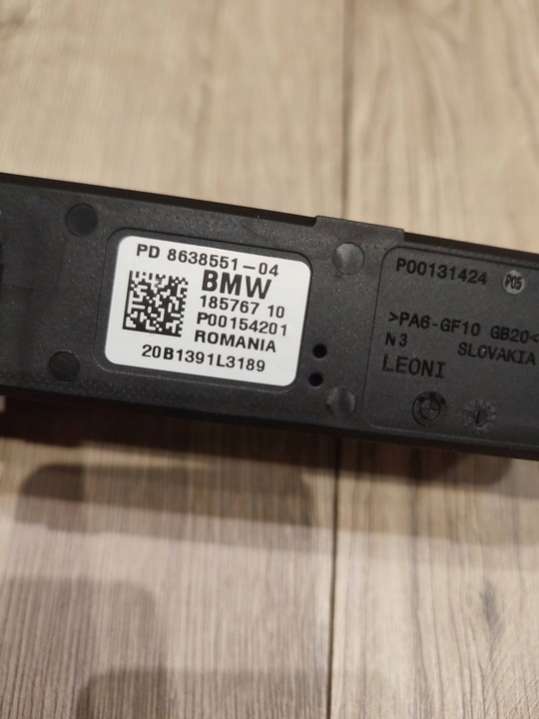 PD 8638551-04
BMW
185767 10
P00154201
ROMANIA
20B1391L3189
P00131424 P05
>PA6-GF10 GB20<
N3 SLOVAKIA
LEONI